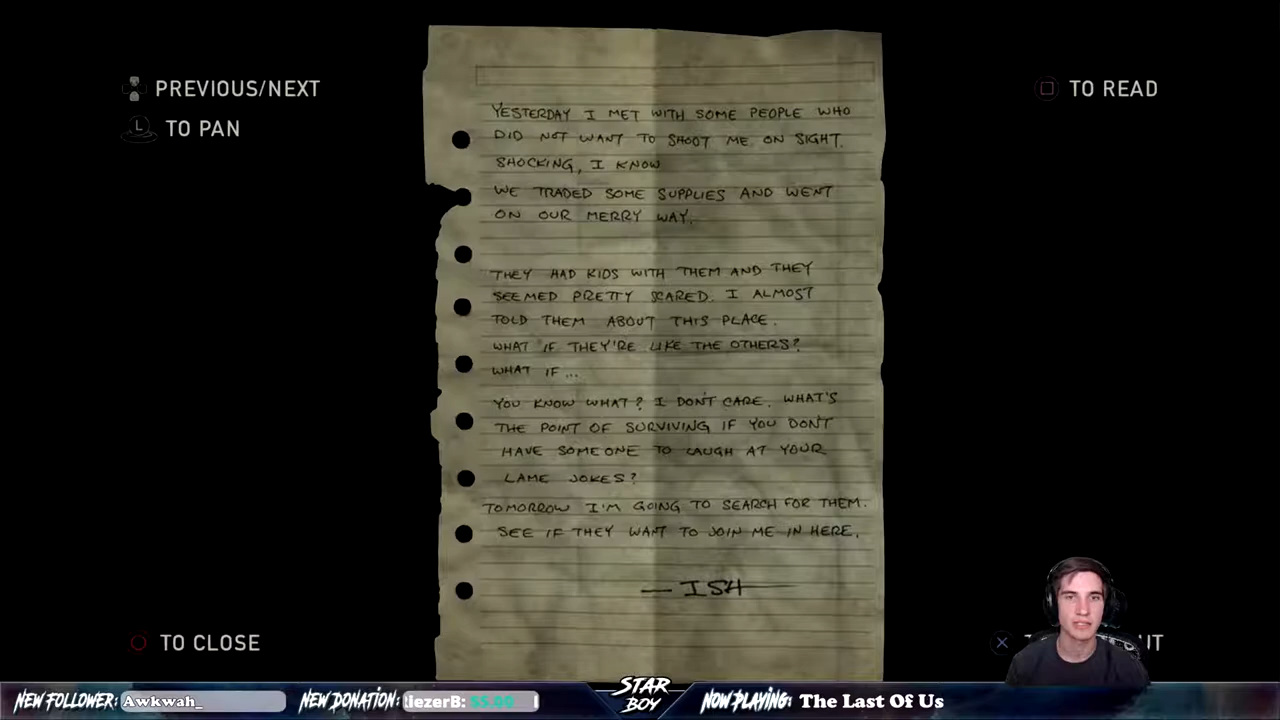 PREVIOUS/NEXT
L TO PAN
TO READ
YESTERDAY I MET WITH SOME PEOPLE WHO
DID NOT WANT TO SHOOT ME ON SIGHT.
SHOCKING, I KNOW
WE TRADED SOME SUPPLIES AND WENT
ON OUR MERRY WAY.
THEY HAD KIDS WITH THEM AND THEY
SEEMED PRETTY SCARED. I ALMOST
TOLD THEM ABOUT THIS PLACE.
WHAT IF THEY'RE LIKE THE OTHERS?
WHAT IF...
YOU KNOW WHAT? I DON'T CARE. WHAT'S
THE POINT OF SURVIVING IF YOU DON'T
HAVE SOMEONE TO LAUGH AT YOUR
LAME JOKES?
TOMORROW I'M GOING TO SEARCH FOR THEM.
SEE IF THEY WANT TO JOIN ME IN HERE.
— ISH
TO CLOSE
NEW FOLLOWER: Awkwah_
NEW DONATION: tlezerB: $5.00
STAR
BOY
NOW PLAYING: The Last Of Us